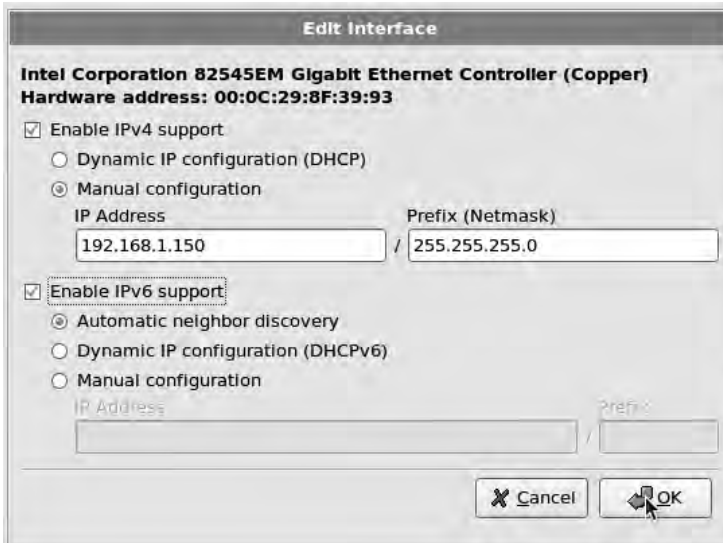 Edit Interface
Intel Corporation 82545EM Gigabit Ethernet Controller (Copper)
Hardware address: 00:0C:29:8F:39:93
Enable IPv4 support
Dynamic IP configuration (DHCP)
Manual configuration
IP Address Prefix (Netmask)
192.168.1.150 / 255.255.255.0
Enable IPv6 support
Automatic neighbor discovery
Dynamic IP configuration (DHCPv6)
Manual configuration
IP Address Prefix
/
Cancel OK